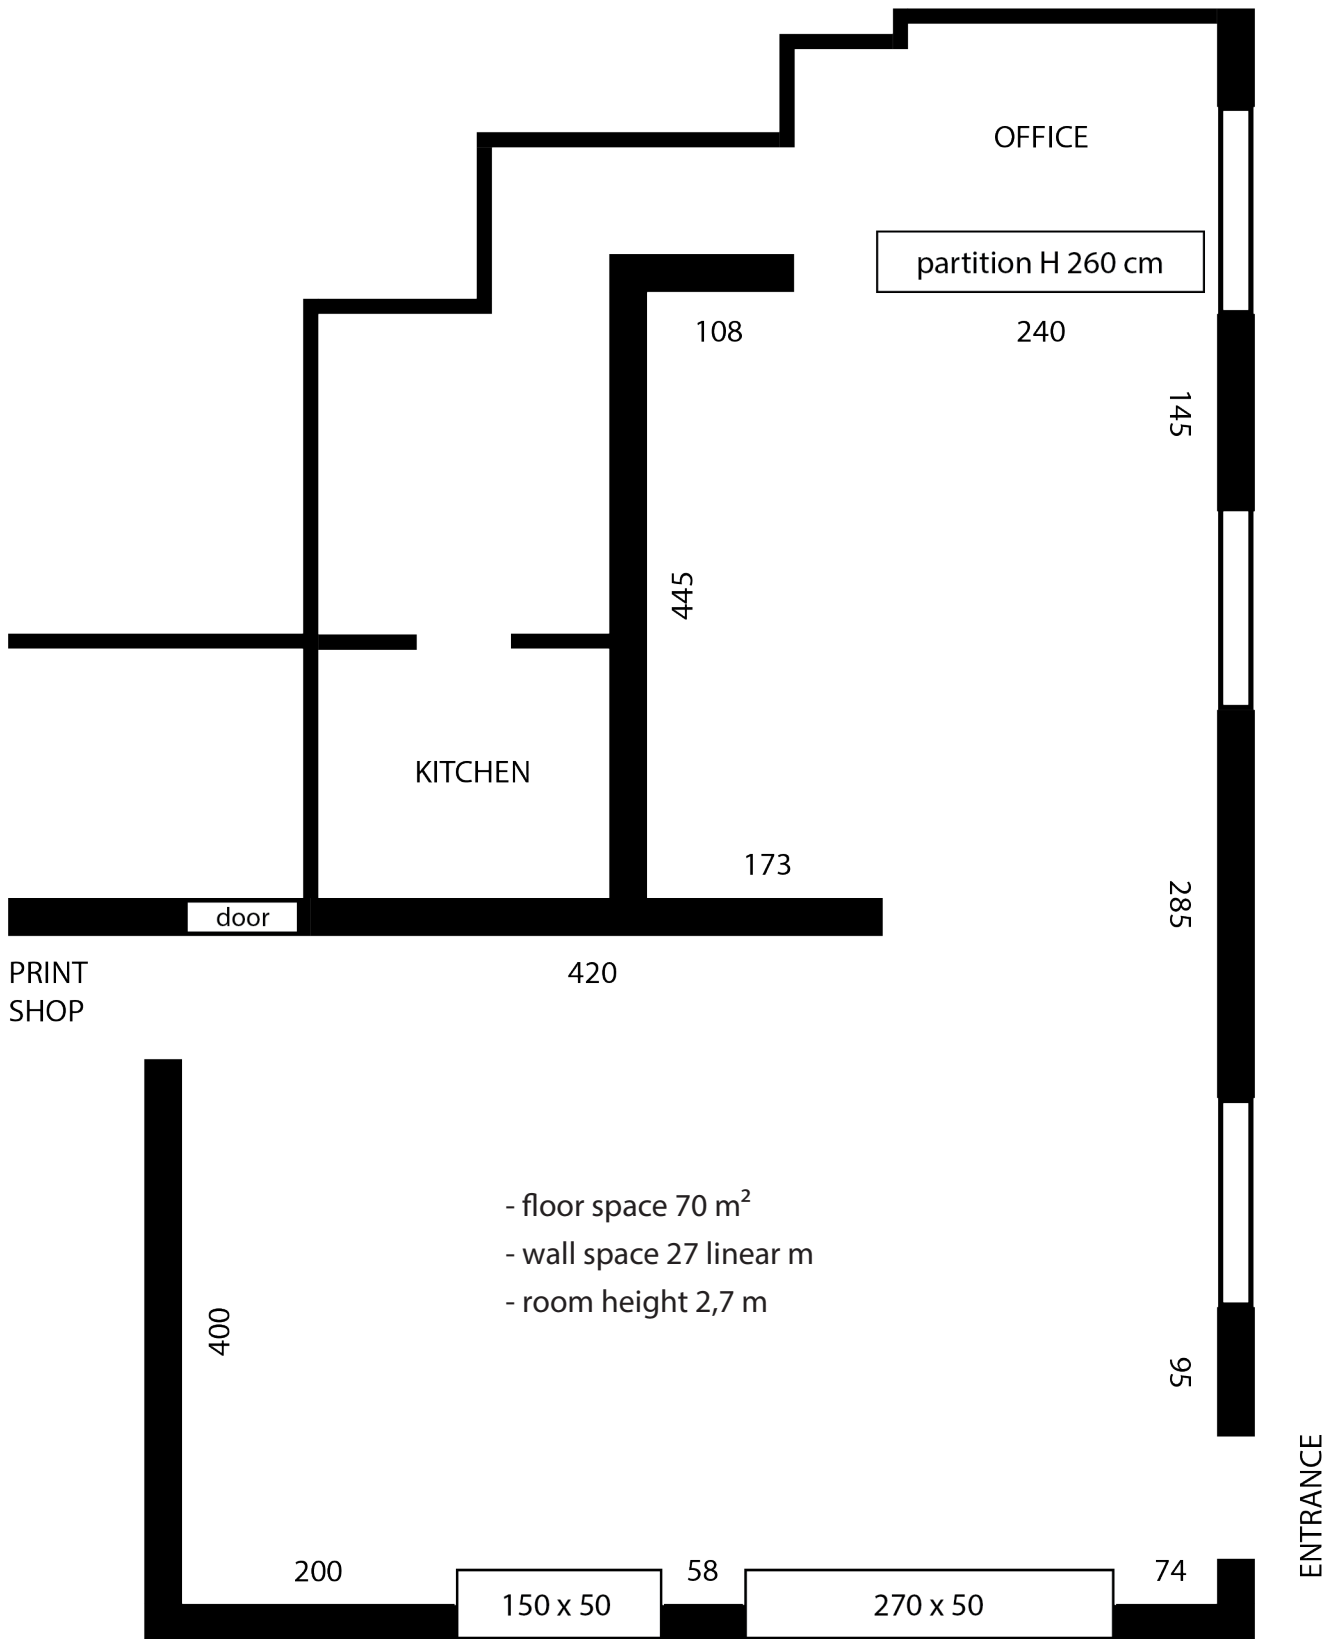 OFFICE
partition H 260 cm
108
240
145
445
KITCHEN
173
285
door
PRINT
SHOP
420
- floor space 70 m²
- wall space 27 linear m
- room height 2,7 m
400
95
ENTRANCE
200
58
74
150 x 50
270 x 50